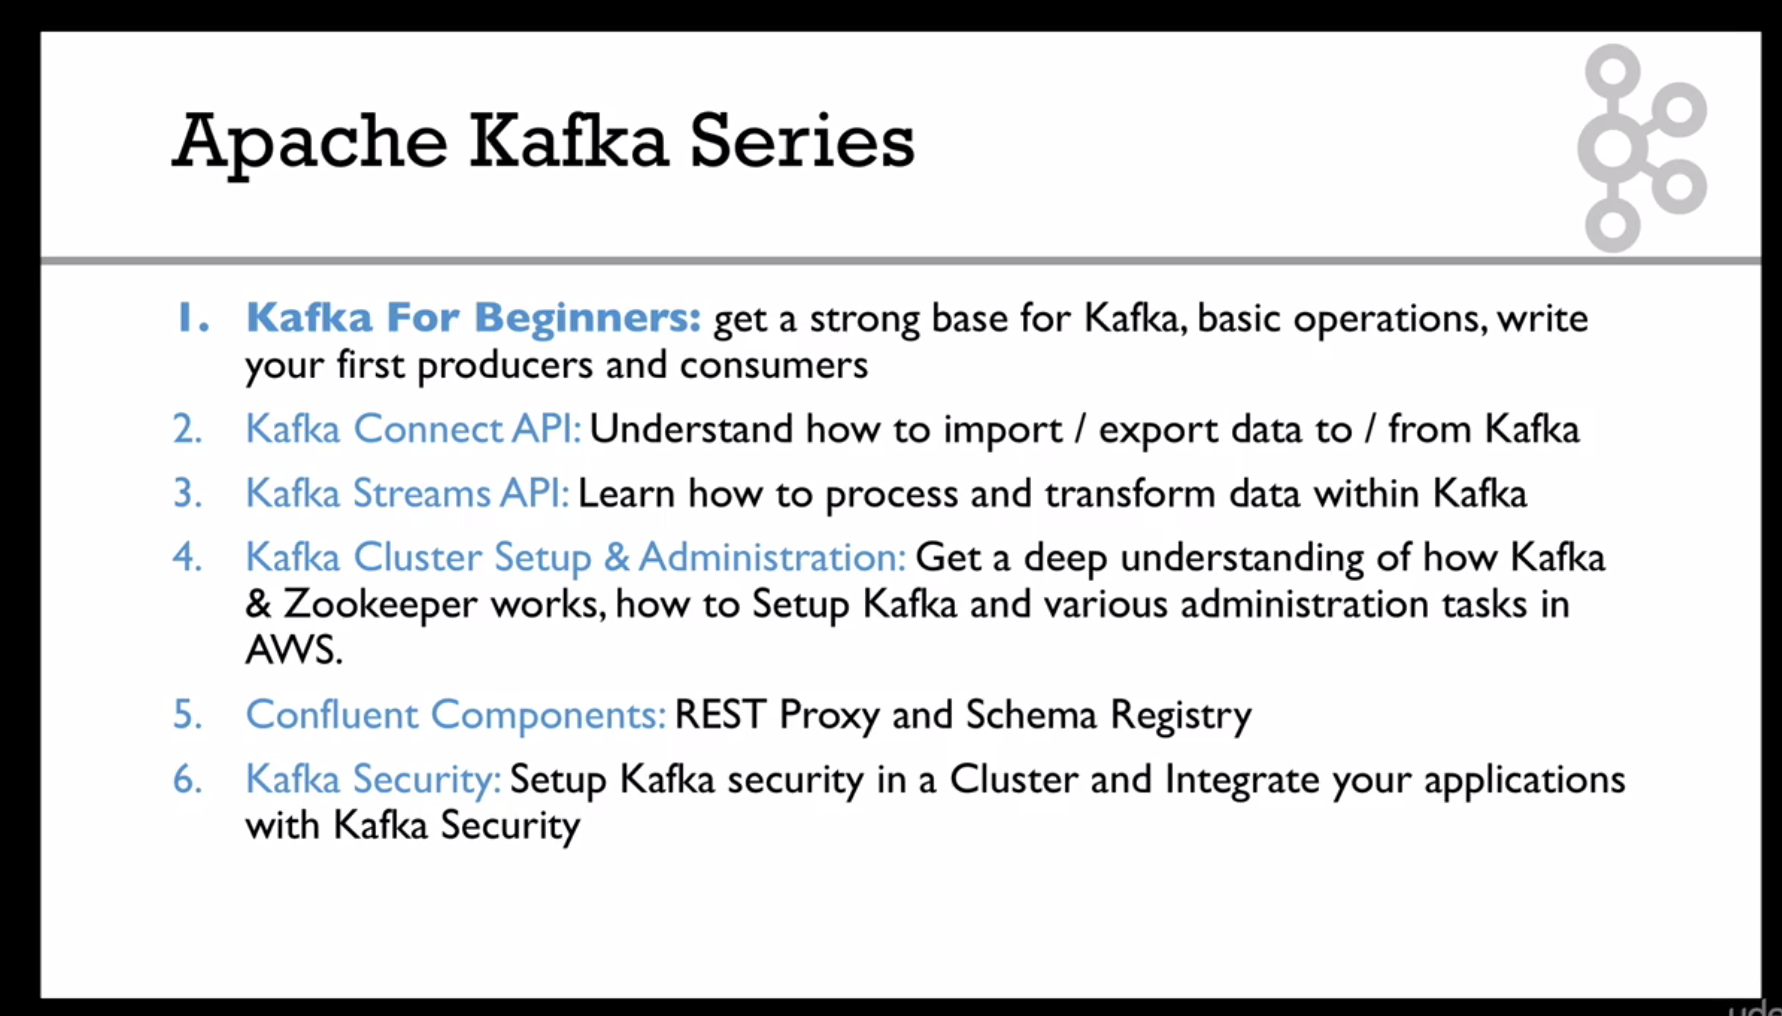 Apache Kafka Series
1. Kafka For Beginners: get a strong base for Kafka, basic operations, write
your first producers and consumers
2. Kafka Connect API: Understand how to import / export data to / from Kafka
3. Kafka Streams API: Learn how to process and transform data within Kafka
4. Kafka Cluster Setup & Administration: Get a deep understanding of how Kafka
& Zookeeper works, how to Setup Kafka and various administration tasks in
AWS.
5. Confluent Components: REST Proxy and Schema Registry
6. Kafka Security: Setup Kafka security in a Cluster and Integrate your applications
with Kafka Security